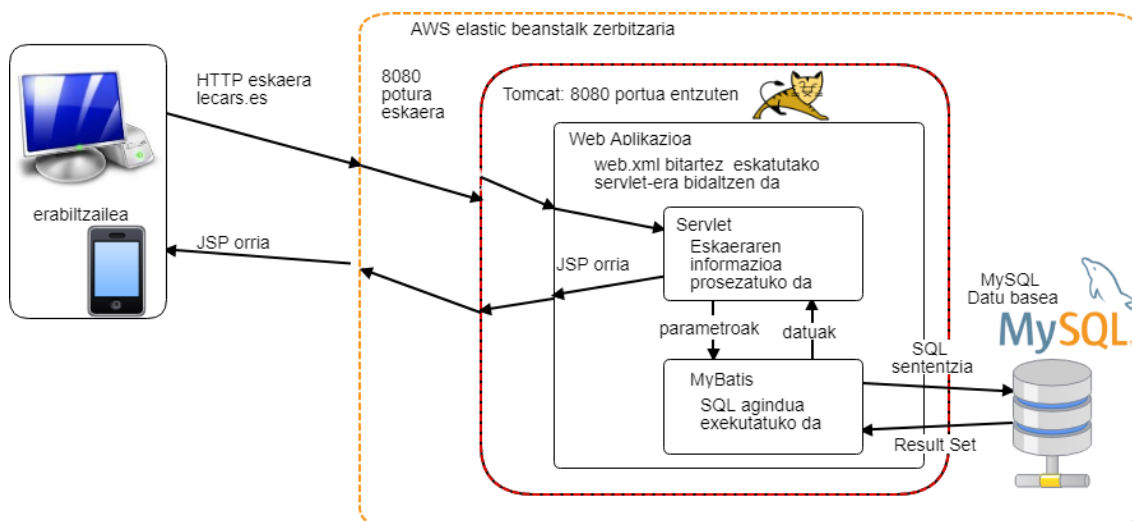 AWS elastic beanstalk zerbitzaria
HTTP eskaera
lecars.es
8080
potura
eskaera
Tomcat: 8080 portua entzuten
Web Aplikazioa
web.xml bitartez eskatutako
servlet-era bidaltzen da
erabiltzailea
Servlet
Eskaeraren
informazioa
prosezatuko da
JSP orria
JSP orria
parametroak
datuak
MySQL
Datu basea
MySQL
SQL
sententzia
MyBatis
SQL agindua
exekutatuko da
Result Set